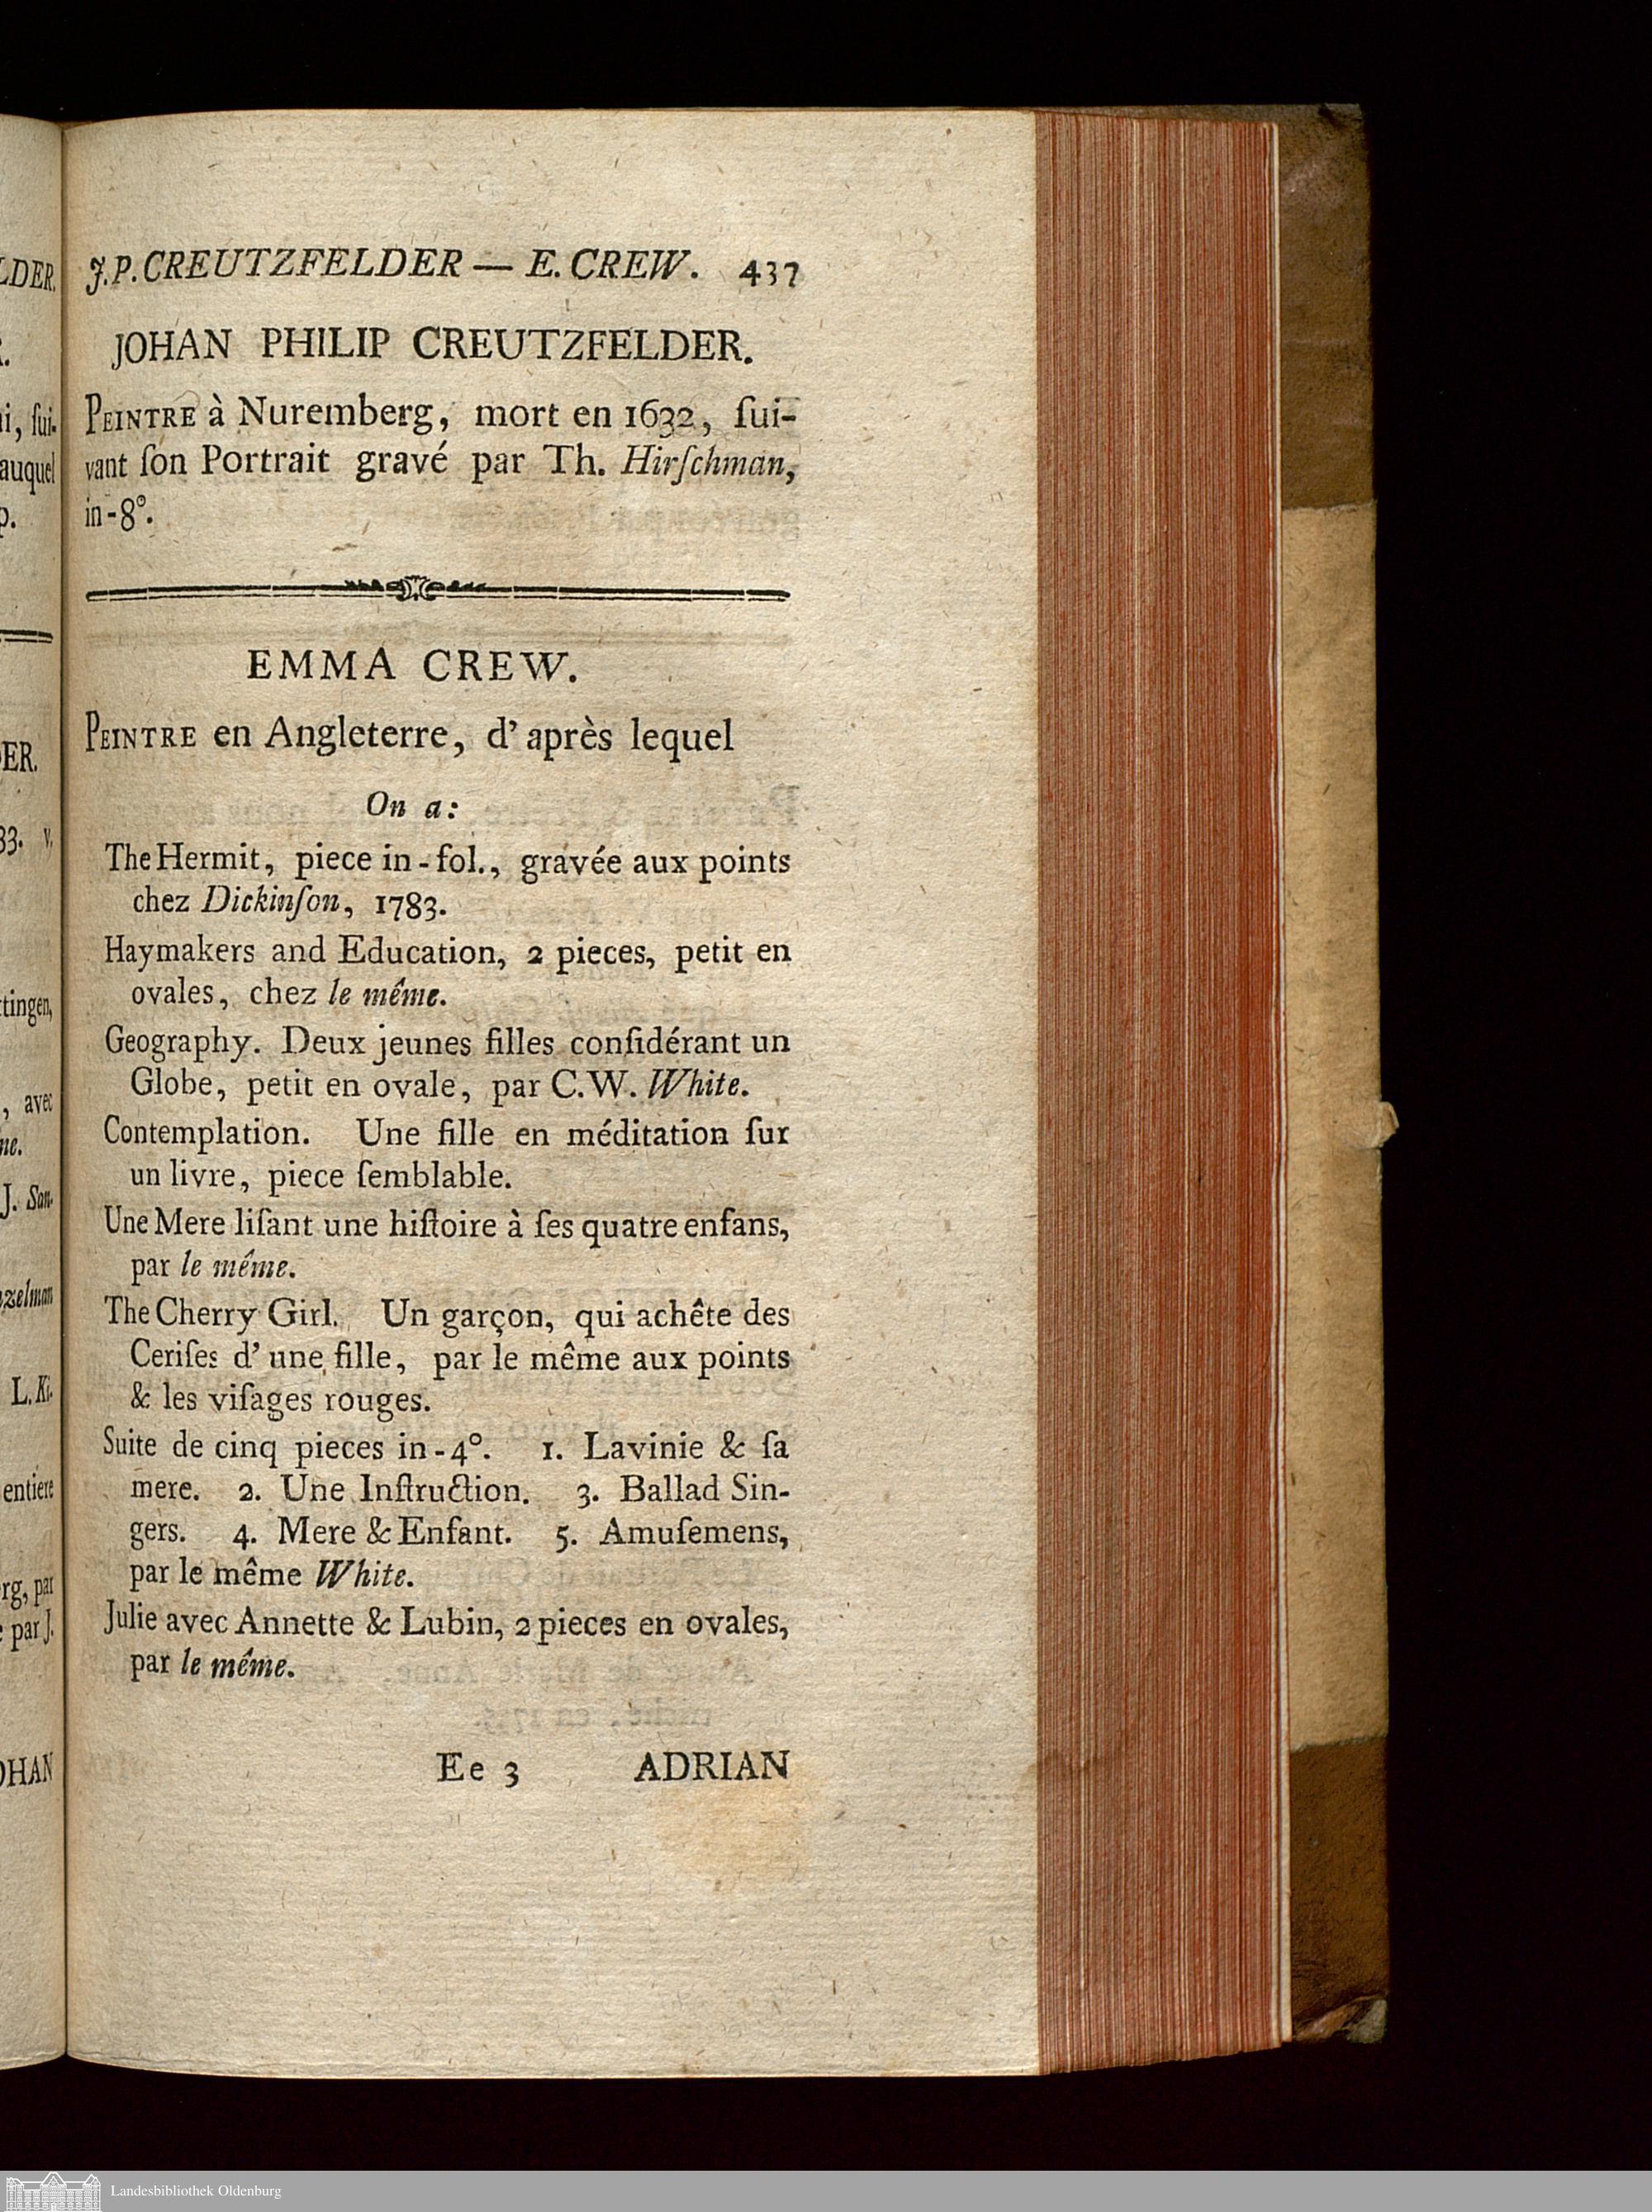 J.P. CREUTZFELDER — E. CREW. 437
JOHAN PHILIP CREUTZFELDER.
PEINTRE à Nuremberg, mort en 1632, ſui-
vant ſon Portrait gravé par Th. Hirſchman,
in-8°.
EMMA CREW.
PEINTRE en Angleterre, d'après lequel
On a:
The Hermit, piece in-fol., gravée aux points
chez Dickinſon, 1783.
Haymakers and Education, 2 pieces, petit en
ovales, chez le même.
Geography. Deux jeunes filles conſidérant un
Globe, petit en ovale, par C.W. White.
Contemplation. Une fille en méditation ſur
un livre, piece ſemblable.
Une Mere liſant une hiſtoire à ſes quatre enfans,
par le même.
The Cherry Girl. Un garçon, qui achête des
Ceriſes d'une fille, par le même aux points
& les viſages rouges.
Suite de cinq pieces in-4°. 1. Lavinie & ſa
mere. 2. Une Inſtruction. 3. Ballad Sin-
gers. 4. Mere & Enfant. 5. Amuſemens,
par le même White.
Julie avec Annette & Lubin, 2 pieces en ovales,
par le même.
Ee 3 ADRIAN
Landesbibliothek Oldenburg